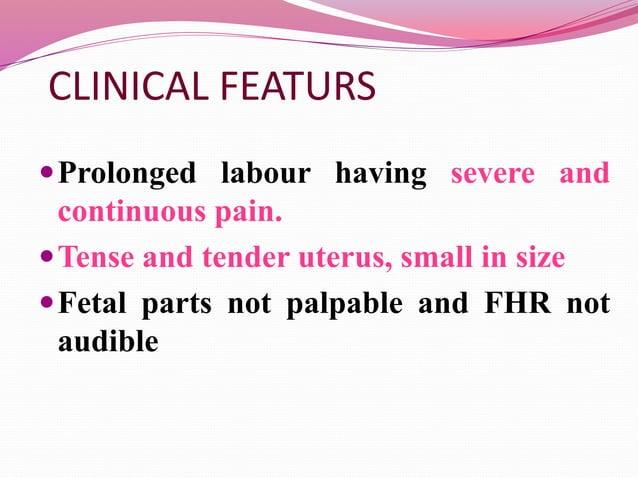 CLINICAL FEATURS
Prolonged labour having severe and
continuous pain.
Tense and tender uterus, small in size
Fetal parts not palpable and FHR not
audible